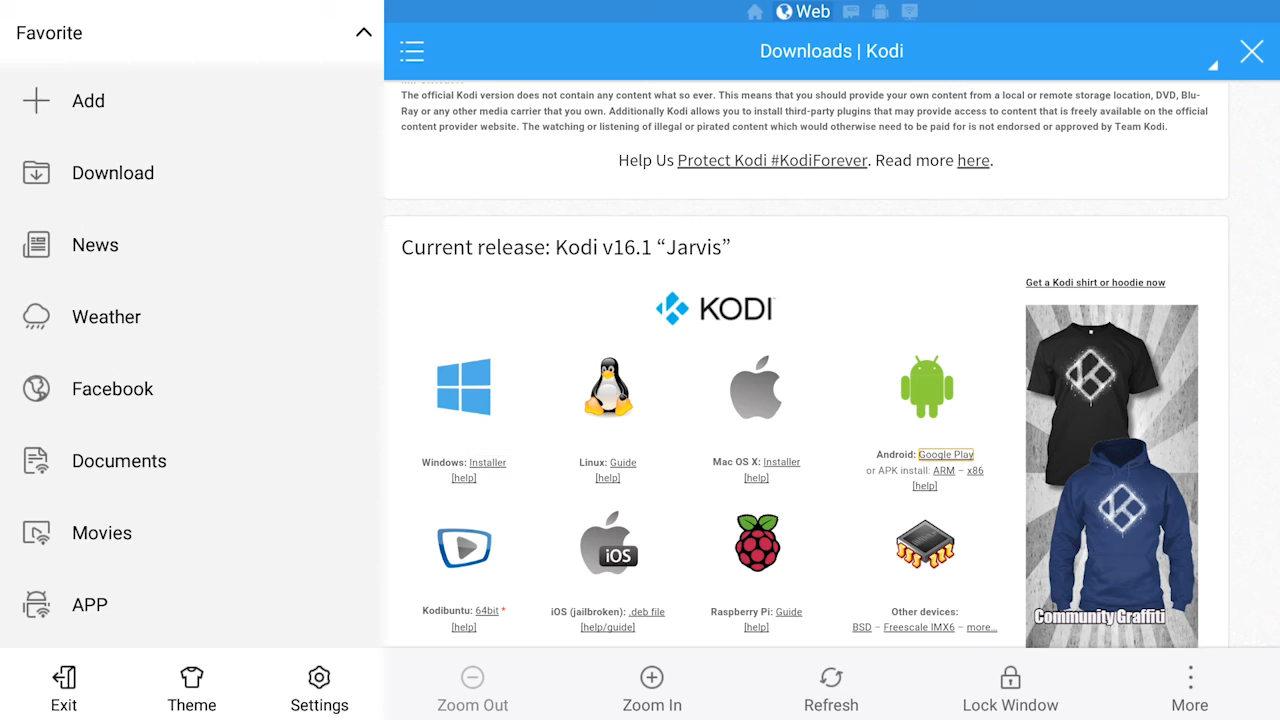 Favorite
Add
Download
News
Weather
Facebook
Documents
Movies
APP
Exit
Theme
Settings
Web
Downloads | Kodi
The official Kodi version does not contain any content what so ever. This means that you should provide your own content from a local or remote storage location, DVD, Blu-
Ray or any other media carrier that you own. Additionally Kodi allows you to install third-party plugins that may provide access to content that is freely available on the official
content provider website. The watching or listening of illegal or pirated content which would otherwise need to be paid for is not endorsed or approved by Team Kodi.
Help Us Protect Kodi #KodiForever. Read more here.
Current release: Kodi v16.1 “Jarvis”
Get a Kodi shirt or hoodie now
KODI
Windows: Installer
[help]
Linux: Guide
[help]
Mac OS X: Installer
[help]
Android: Google Play
or APK install: ARM – x86
[help]
iOS
Kodibuntu: 64bit *
[help]
iOS (jailbroken): .deb file
[help/guide]
Raspberry Pi: Guide
[help]
Other devices:
BSD – Freescale IMX6 – more...
Community Graffiti
Zoom Out
Zoom In
Refresh
Lock Window
More